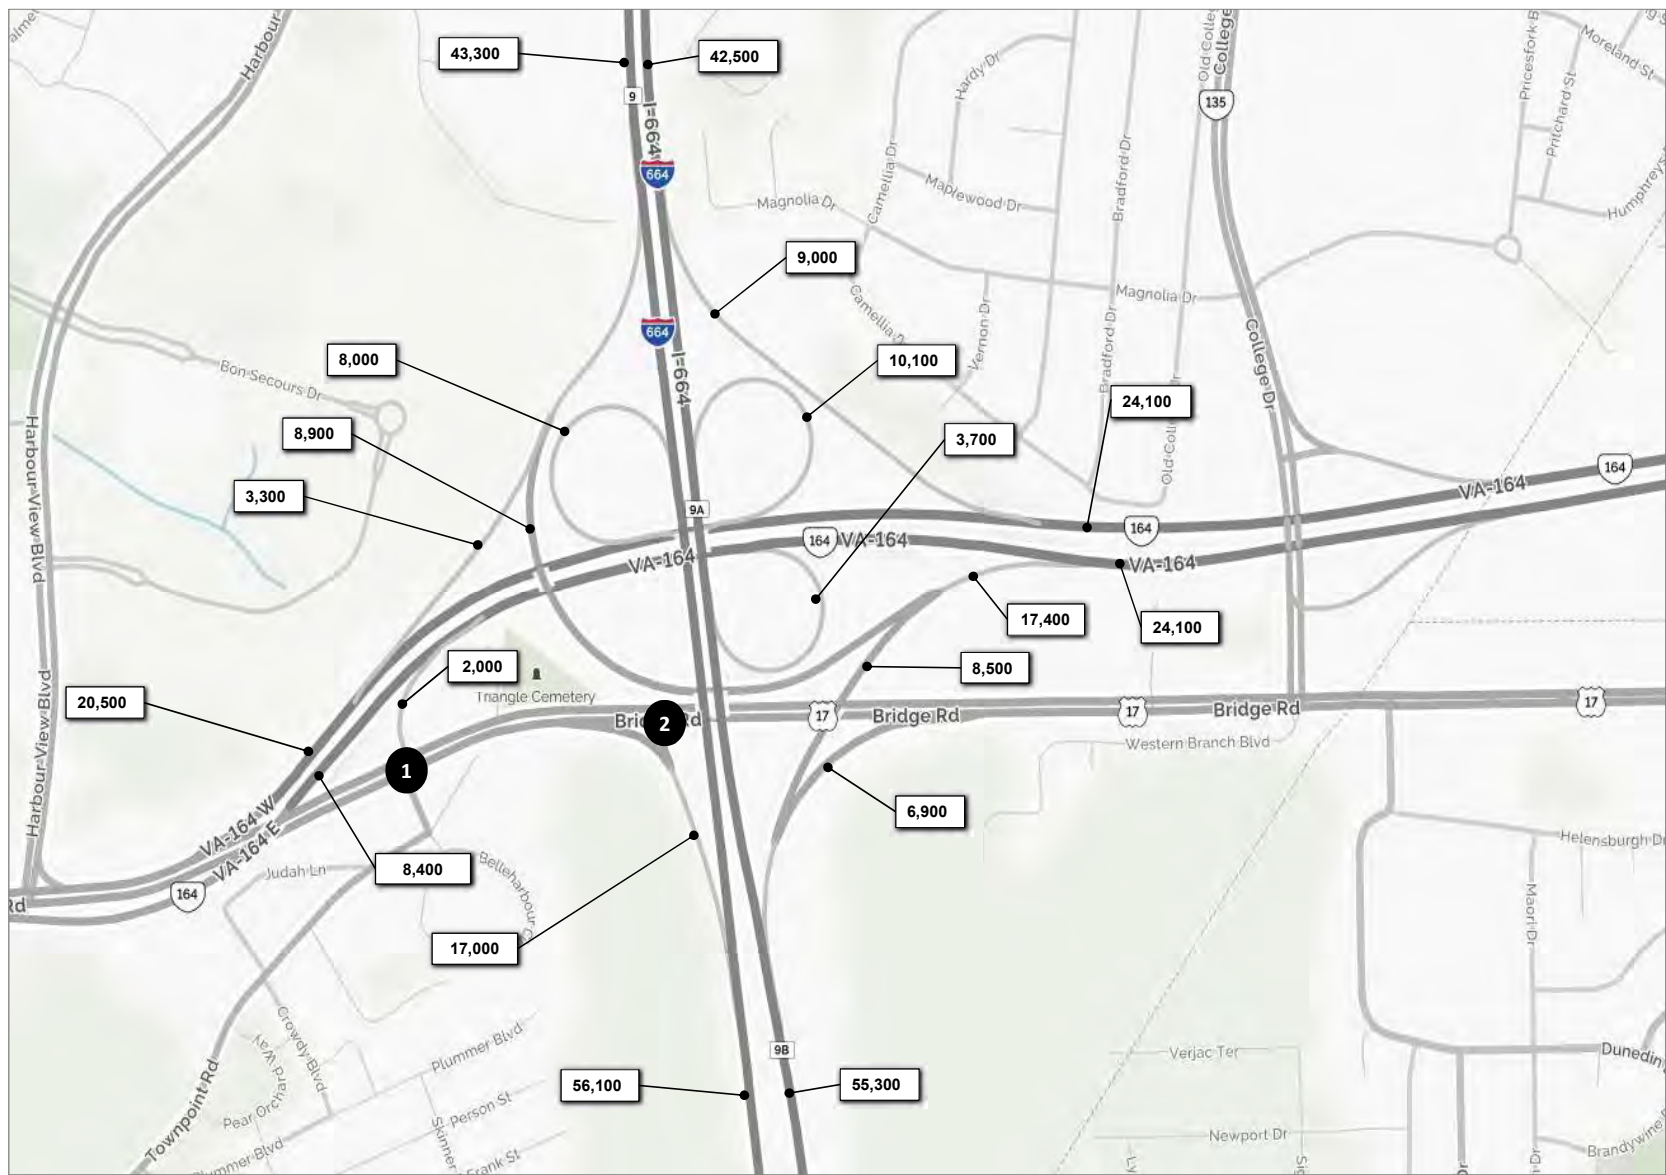 Harbour
43,300
42,500
Hardy Dr
Old Colleg
College
Pricesfork B
Moreland St
Pritchard St
9
I-664
135
664
Camellia Dr
Maplewood Dr
Bradford Dr
Humphreys
Magnolia Dr
9,000
Camellia D
Vernon Dr
Magnolia Dr
664
I-664
8,000
Bon Secours Dr
10,100
Bradford Dr
College Dr
24,100
8,900
3,700
Old Coll
Harbour View Blvd
3,300
164
VA-164
9A
164
VA-164
164
VA-164
VA-164
17,400
24,100
2,000
8,500
Triangle Cemetery
20,500
Harbour View Blvd
2
Rd
17
Bridge Rd
17
Bridge Rd
17
Western Branch Blvd
1
6,900
VA-164 W
VA-164 E
8,400
Judah Ln
Belleharbour
Helensburgh Dr
164
Rd
Maori Dr
17,000
Crowdy Blvd
Plummer Blvd
9B
Verjac Ter
Dunedin
56,100
55,300
Pear Orchard Way
Person St
Townpoint Rd
Skinner
Newport Dr
Plummer Blvd
Frank St
Brandywine